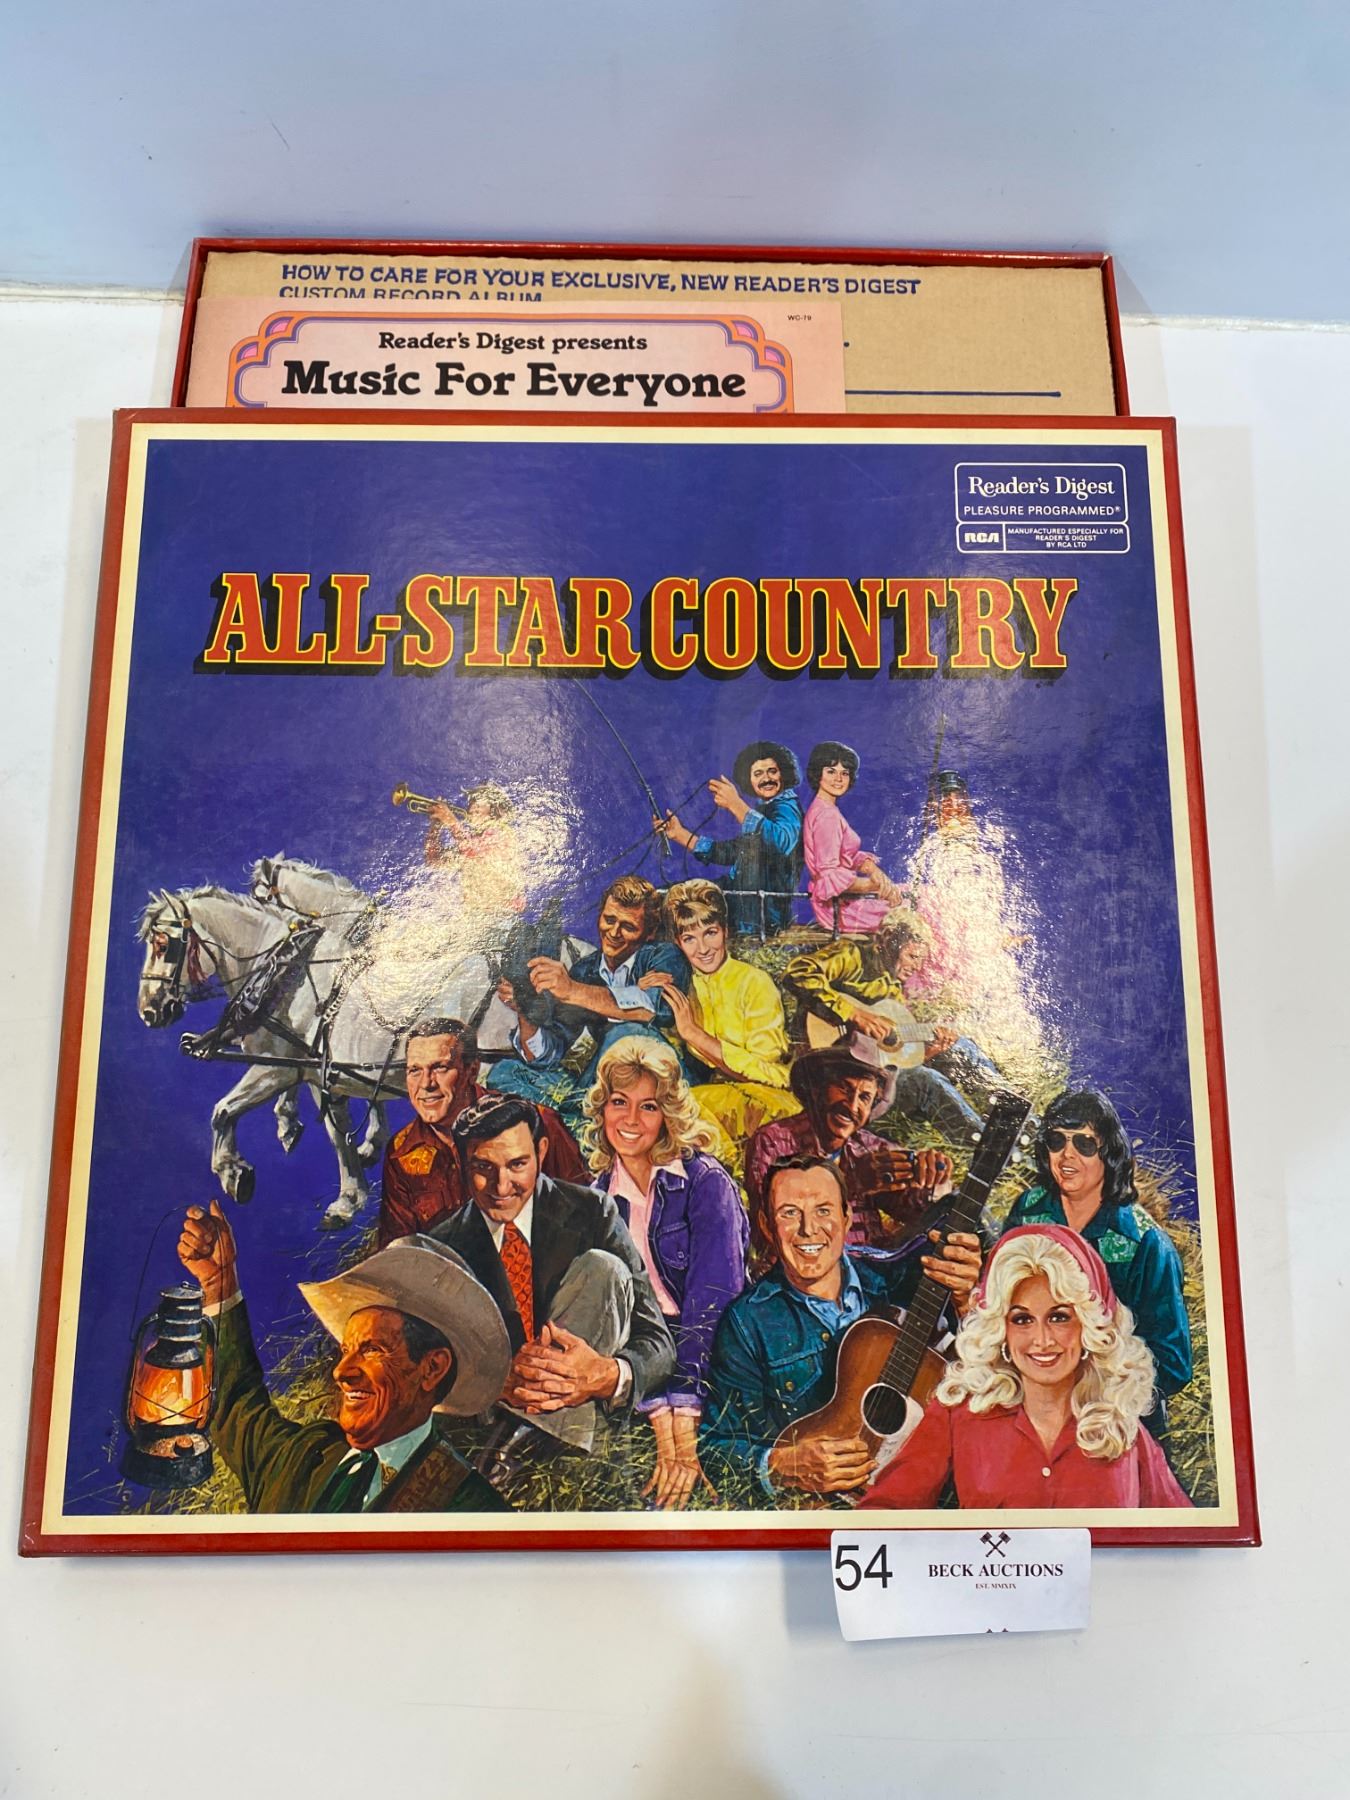 HOW TO CARE FOR YOUR EXCLUSIVE, NEW READER'S DIGEST
CUSTOM RECORD ALBUM
WC-79
Reader's Digest presents
Music For Everyone
Reader's Digest
PLEASURE PROGRAMMED®
RCA
MANUFACTURED ESPECIALLY FOR
READER'S DIGEST
BY RCA LTD
ALL-STAR COUNTRY
54
BECK AUCTIONS
EST. MMXIX